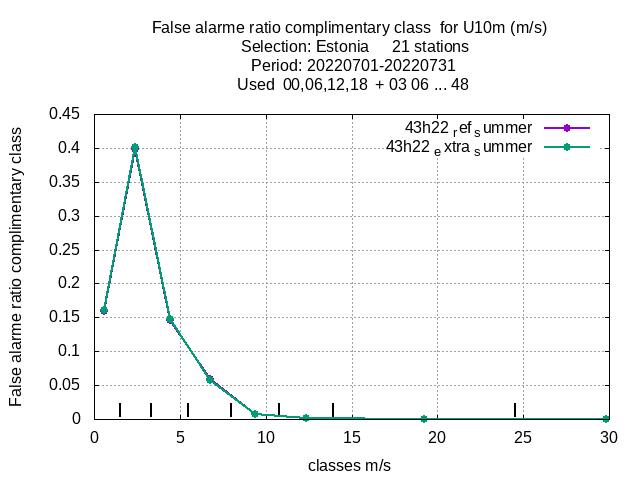 False alarme ratio complimentary class  for U10m (m/s)
Selection: Estonia     21 stations
Period: 20220701-20220731
Used  00,06,12,18  + 03 06 ... 48
False alarme ratio complimentary class
0.45
0.4
0.35
0.3
0.25
0.2
0.15
0.1
0.05
0
43h22 ref summer
43h22 extra summer
0 5 10 15 20 25 30
classes m/s